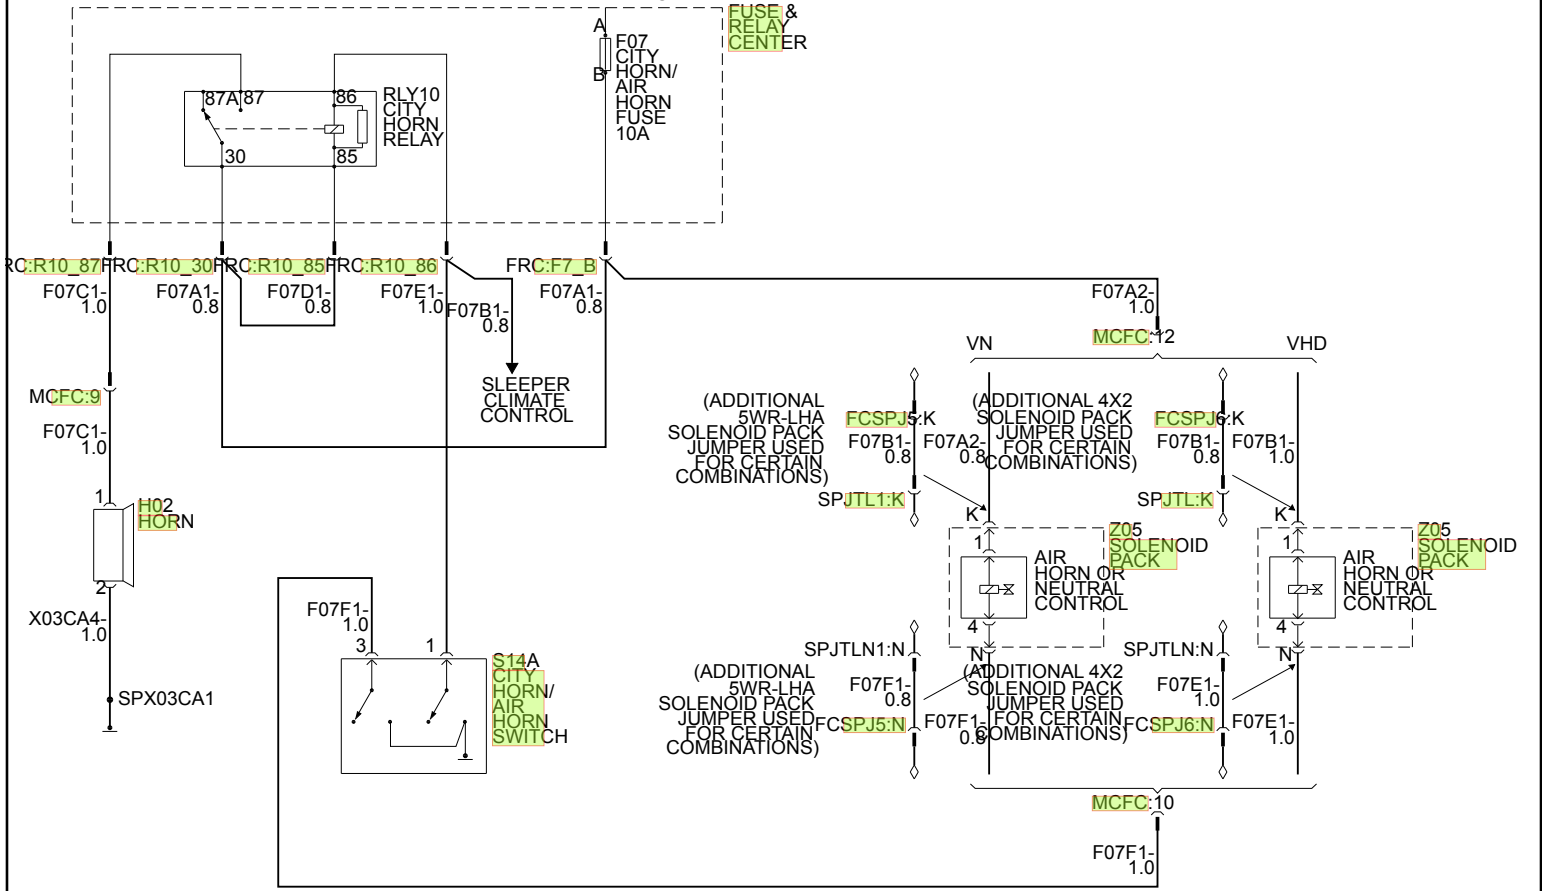 FUSE &
RELAY
CENTER
A
B
F07
CITY
HORN/
AIR
HORN
FUSE
10A
87A
87
86
30
85
RLY10
CITY
HORN
RELAY
RC:R10_87
FRC:R10_30
FRC:R10_85
FRC:R10_86
FRC:F7_B
F07C1-
1.0
F07A1-
0.8
F07D1-
0.8
F07E1-
1.0
F07B1-
0.8
F07A1-
0.8
F07A2-
1.0
MCFC:12
VN
VHD
SLEEPER
CLIMATE
CONTROL
MCFC:9
F07C1-
1.0
1
H02
HORN
2
X03CA4-
1.0
SPX03CA1
(ADDITIONAL
5WR-LHA
SOLENOID PACK
JUMPER USED
FOR CERTAIN
COMBINATIONS)
FCSPJ5:K
F07B1-
0.8
F07A2-
0.8
SPJTL1:K
K
(ADDITIONAL 4X2
SOLENOID PACK
JUMPER USED
FOR CERTAIN
COMBINATIONS)
FCSPJ6:K
F07B1-
0.8
F07B1-
1.0
SPJTL:K
K
1
Z05
SOLENOID
PACK
AIR
HORN OR
NEUTRAL
CONTROL
4
N
1
Z05
SOLENOID
PACK
AIR
HORN OR
NEUTRAL
CONTROL
4
N
F07F1-
1.0
3
1
S14A
CITY
HORN/
AIR
HORN
SWITCH
SPJTLN1:N
(ADDITIONAL
5WR-LHA
SOLENOID PACK
JUMPER USED
FOR CERTAIN
COMBINATIONS)
F07F1-
0.8
FCSPJ5:N
F07F1-
0.8
SPJTLN:N
(ADDITIONAL 4X2
SOLENOID PACK
JUMPER USED
FOR CERTAIN
COMBINATIONS)
F07E1-
1.0
FCSPJ6:N
F07E1-
1.0
MCFC:10
F07F1-
1.0